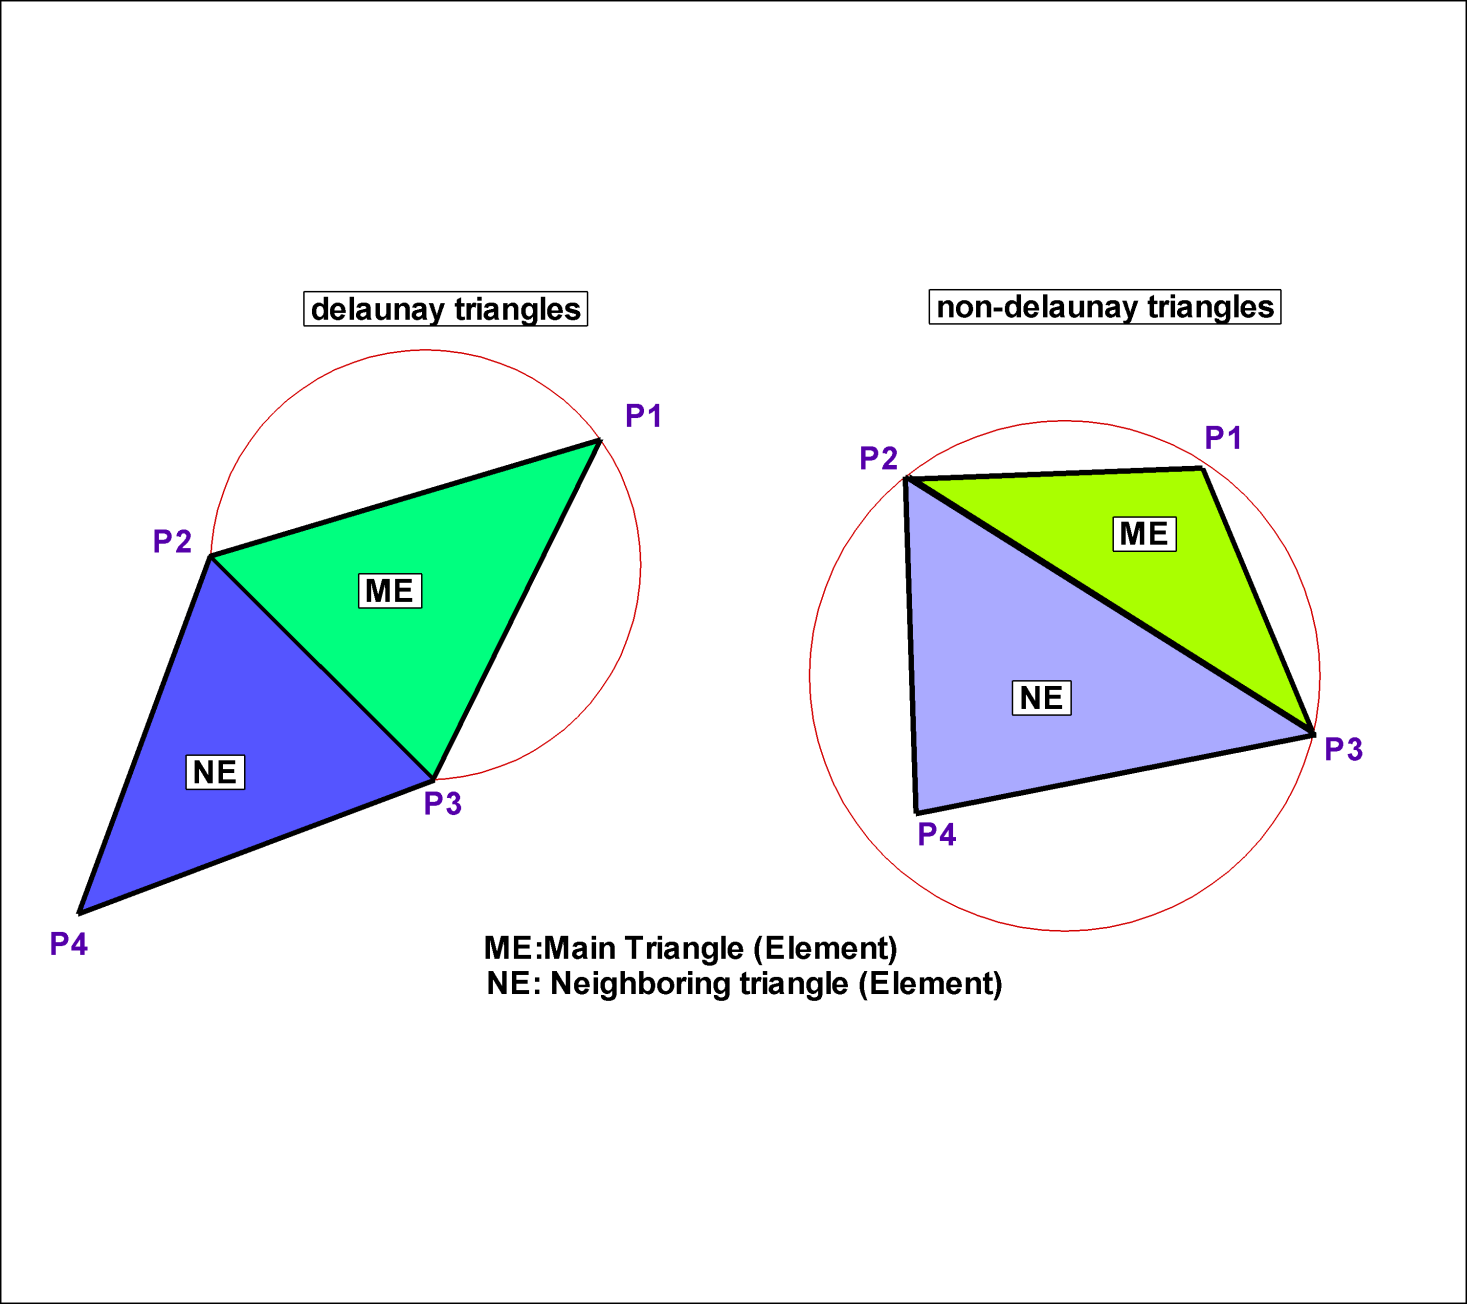 delaunay triangles
P1
P2
ME
NE
P3
P4
non-delaunay triangles
P1
P2
ME
NE
P3
P4
ME:Main Triangle (Element)
NE: Neighboring triangle (Element)